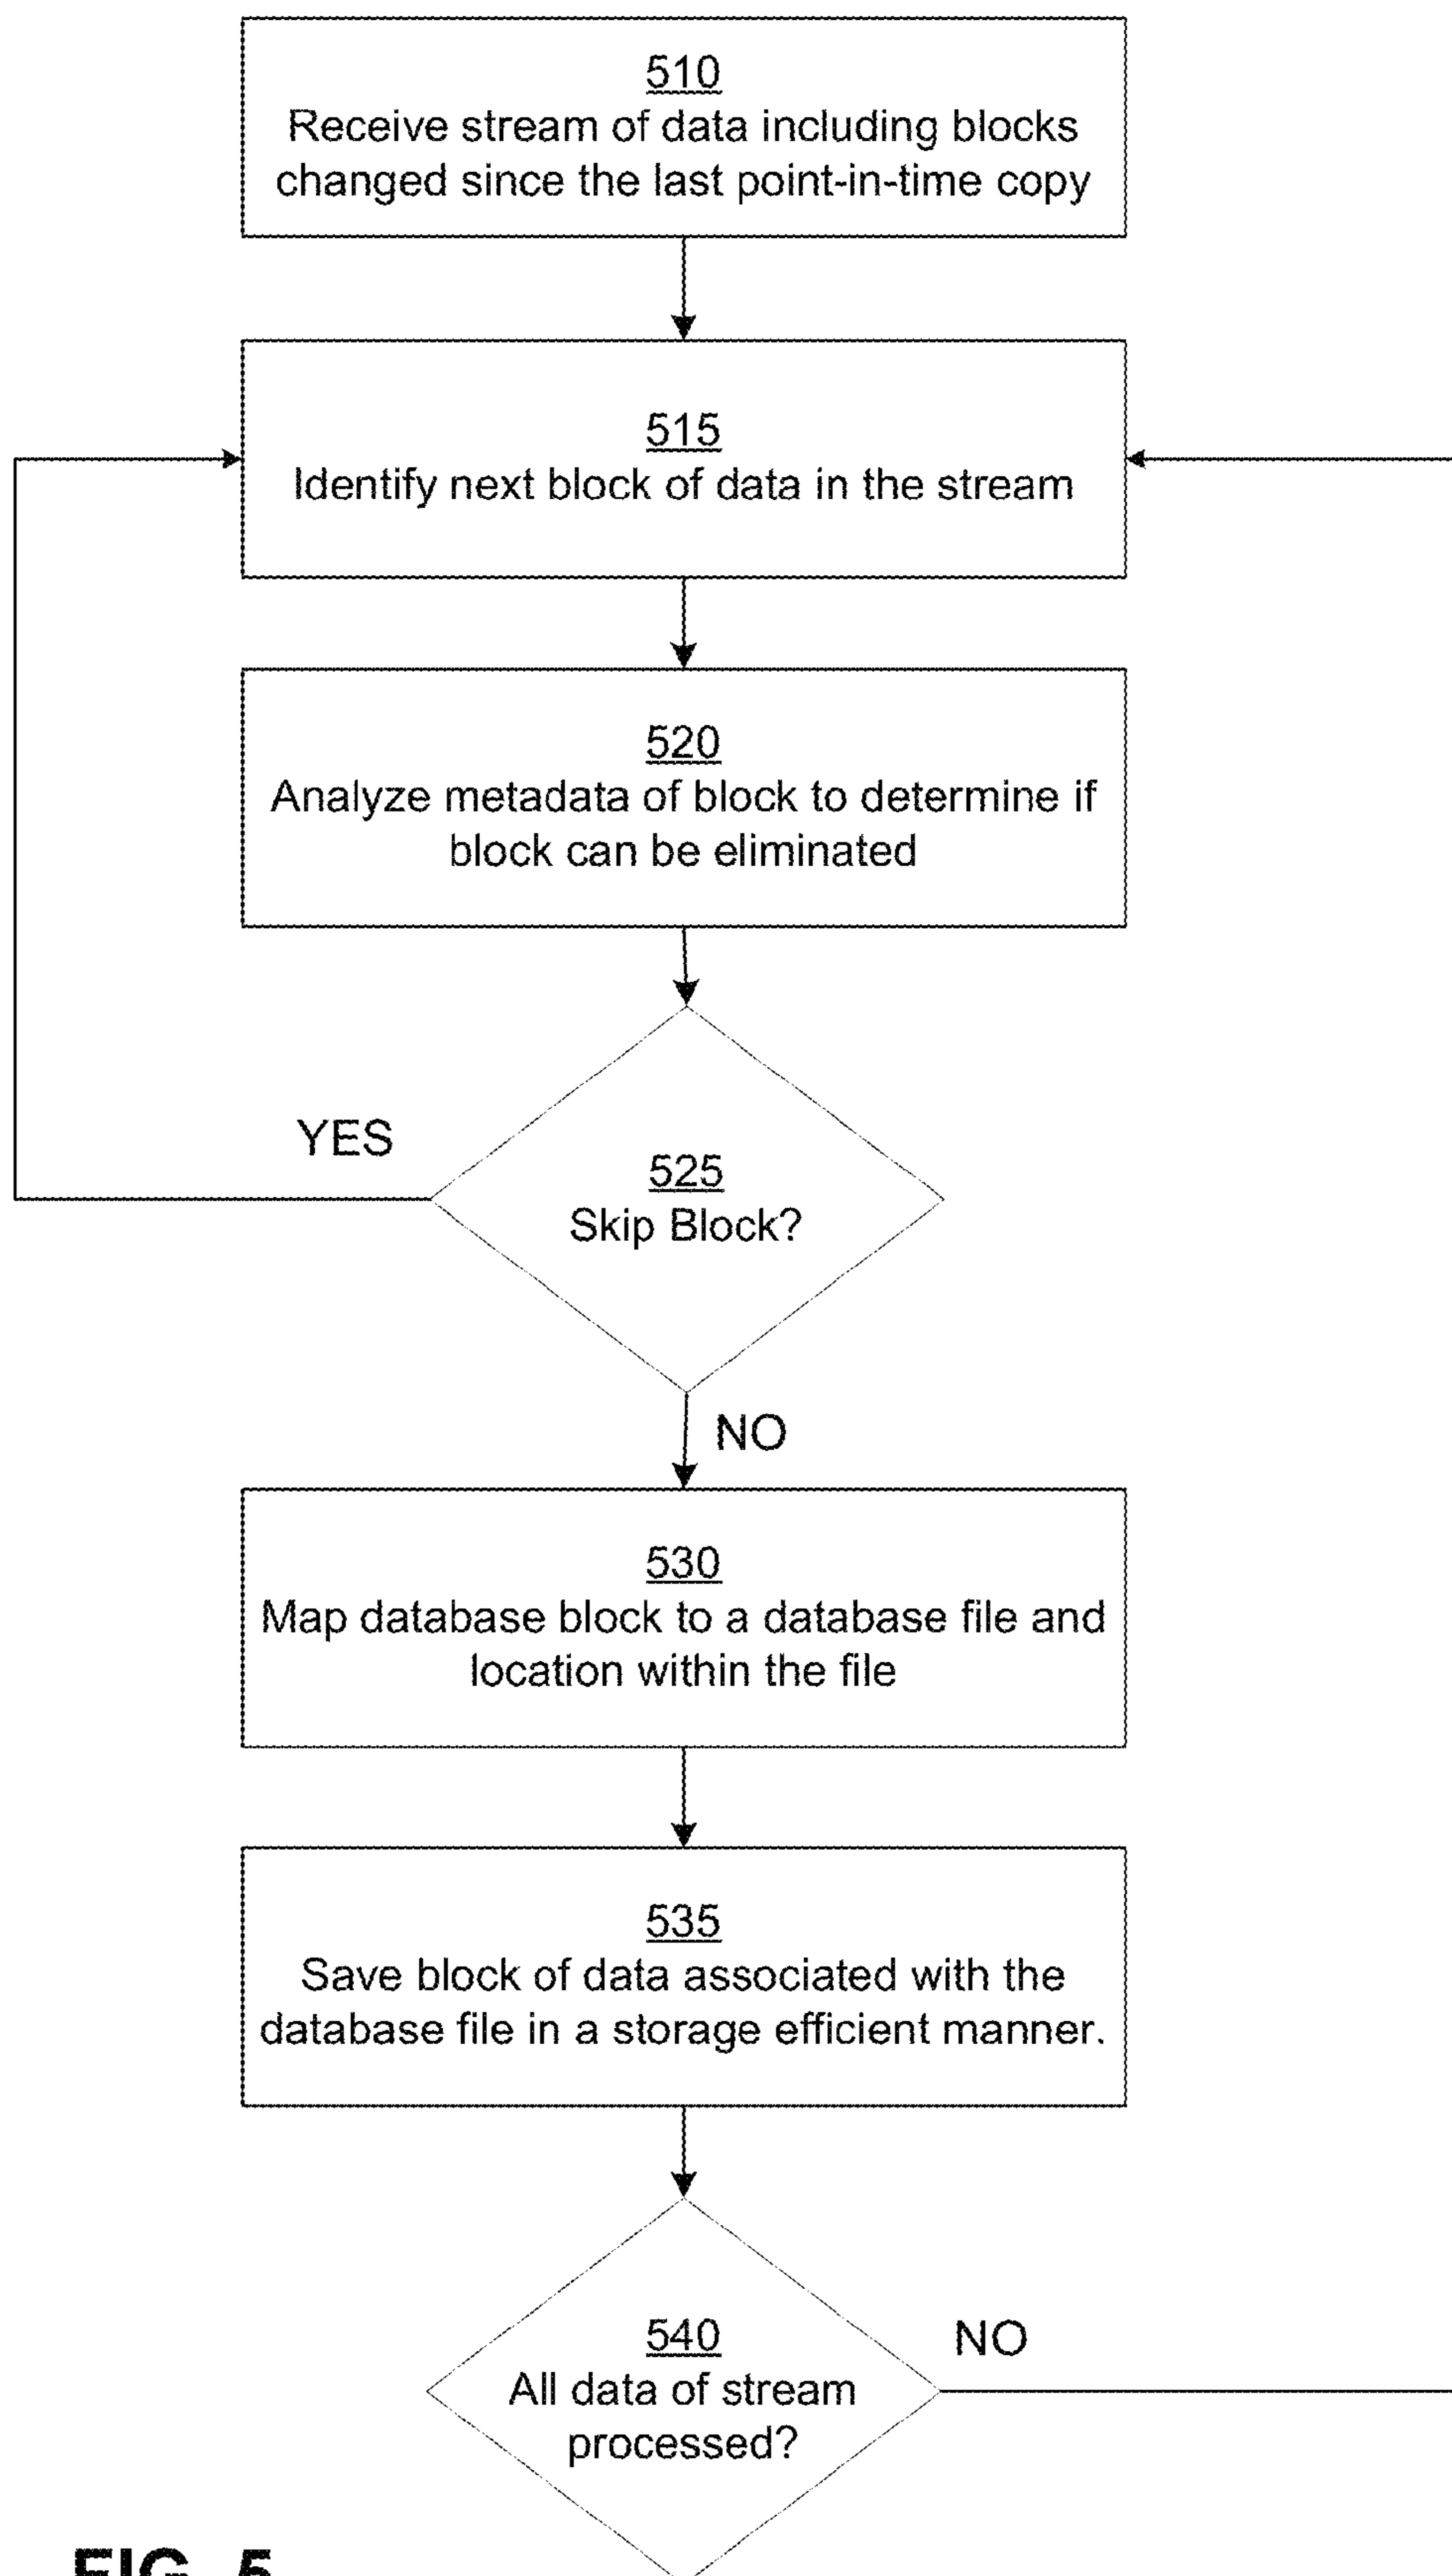 510
Receive stream of data including blocks
changed since the last point-in-time copy
515
Identify next block of data in the stream
520
Analyze metadata of block to determine if
block can be eliminated
YES
525
Skip Block?
NO
530
Map database block to a database file and
location within the file
535
Save block of data associated with the
database file in a storage efficient manner.
NO
540
All data of stream
processed?
FIG. 5